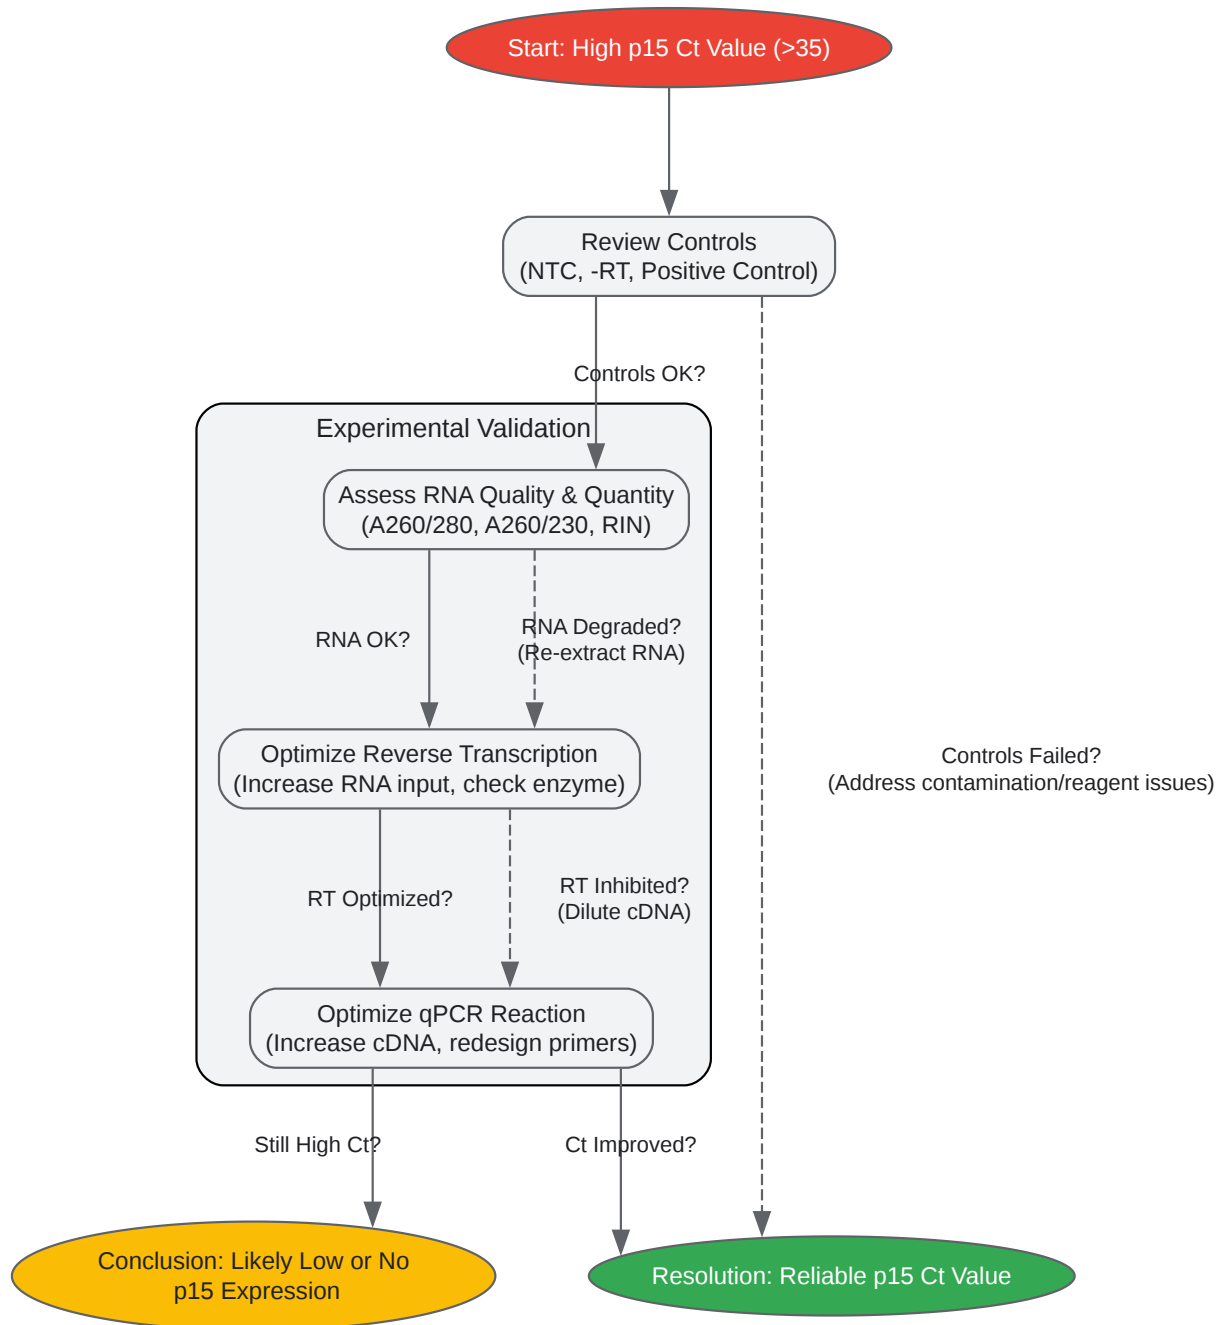 Start: High p15 Ct Value (>35)
Review Controls
(NTC, -RT, Positive Control)
Controls OK?
Experimental Validation
Assess RNA Quality & Quantity
(A260/280, A260/230, RIN)
RNA OK?
RNA Degraded?
(Re-extract RNA)
Optimize Reverse Transcription
(Increase RNA input, check enzyme)
Controls Failed?
(Address contamination/reagent issues)
RT Optimized?
RT Inhibited?
(Dilute cDNA)
Optimize qPCR Reaction
(Increase cDNA, redesign primers)
Still High Ct?
Ct Improved?
Conclusion: Likely Low or No
p15 Expression
Resolution: Reliable p15 Ct Value